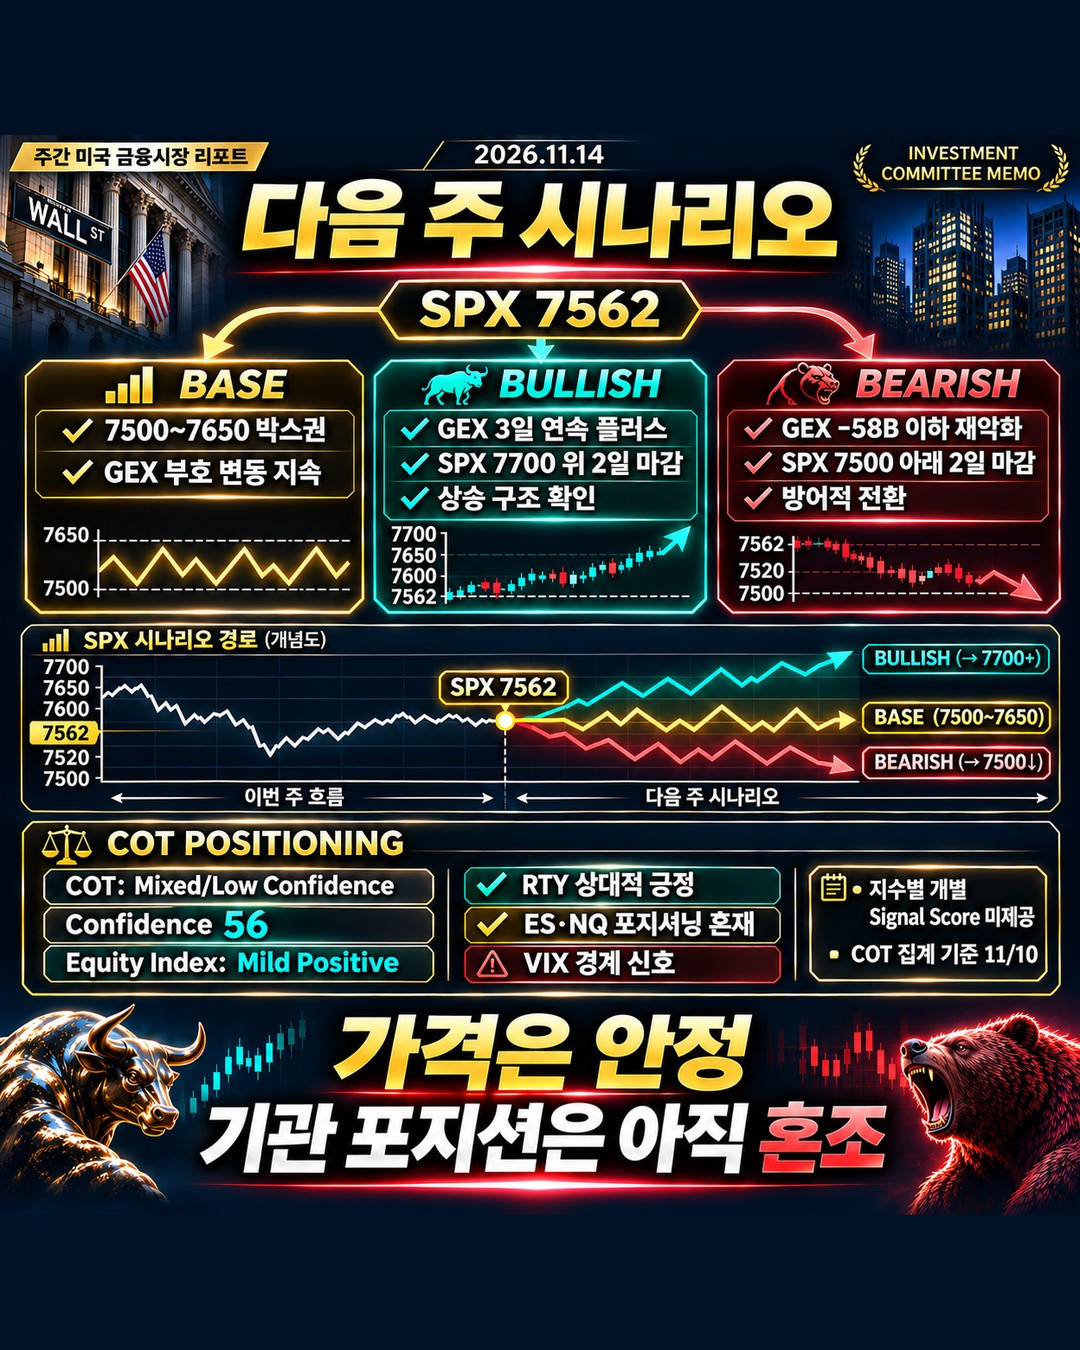 주간 미국 금융시장 리포트
2026.11.14
INVESTMENT
COMMITTEE MEMO
WALL ST
다음 주 시나리오
SPX 7562
BASE
7500~7650 박스권
GEX 부호 변동 지속
7650
7500
BULLISH
GEX 3일 연속 플러스
SPX 7700 위 2일 마감
상승 구조 확인
7700
7650
7600
7562
BEARISH
GEX -58B 이하 재악화
SPX 7500 아래 2일 마감
방어적 전환
7562
7520
7500
SPX 시나리오 경로 (개념도)
7700
7650
7600
7562
7520
7500
SPX 7562
BULLISH (→ 7700+)
BASE (7500~7650)
BEARISH (→ 7500↓)
이번 주 흐름
다음 주 시나리오
COT POSITIONING
COT: Mixed/Low Confidence
Confidence 56
Equity Index: Mild Positive
RTY 상대적 긍정
ES·NQ 포지셔닝 혼재
VIX 경계 신호
• 지수별 개별
Signal Score 미제공
• COT 집계 기준 11/10
가격은 안정
기관 포지션은 아직 혼조